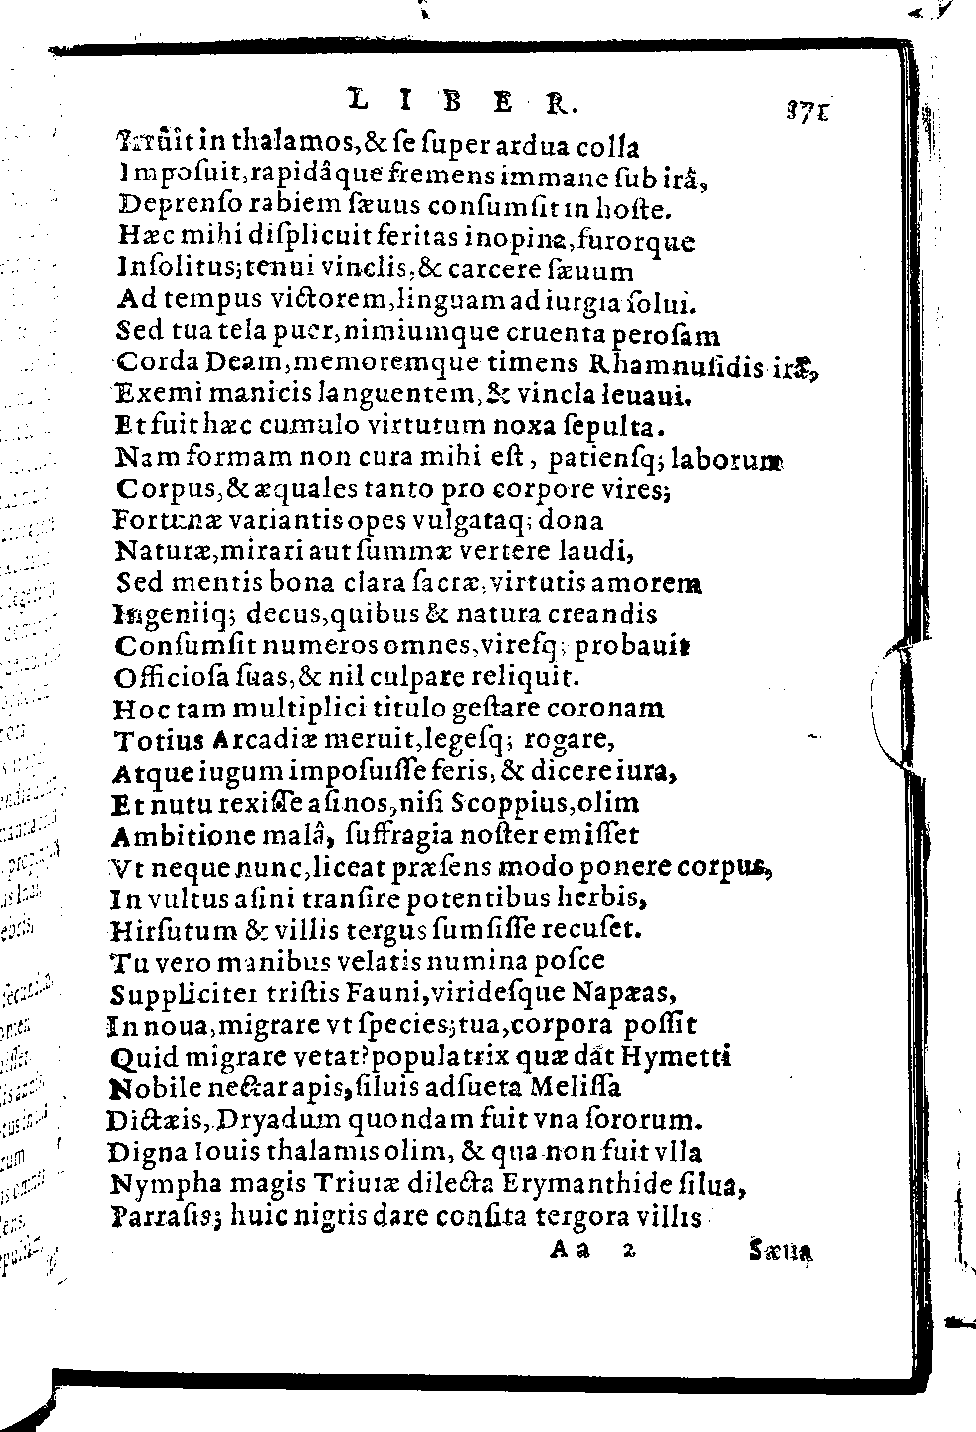 LIBER. 371
Irruit in thalamos, & ſe ſuper ardua colla
Impoſuit, rapidâque fremens immane ſub irâ,
Deprenſo rabiem ſæuus conſumſit in hoſte.
Hæc mihi diſplicuit feritas inopina, furorque
Inſolitus; tenui vinclis, & carcere ſæuum
Ad tempus victorem, linguam ad iurgia ſolui.
Sed tua tela puer, nimiumque cruenta peroſam
Corda Deam, memoremque timens Rhamnuſidis irã,
Exemi manicis languentem, & vincla leuaui.
Et fuit hæc cumulo virtutum noxa ſepulta.
Nam formam non cura mihi eſt, patienſq; laborum
Corpus, & æquales tanto pro corpore vires;
Fortunæ variantis opes vulgataq; dona
Naturæ, mirari aut ſummæ vertere laudi,
Sed mentis bona clara ſacræ, virtutis amorem
Ingeniiq; decus, quibus & natura creandis
Conſumſit numeros omnes, vireſq; probauit
Officioſa ſuas, & nil culpare reliquit.
Hoc tam multiplici titulo geſtare coronam
Totius Arcadiæ meruit, legeſq; rogare,
Atque iugum impoſuiſſe feris, & dicere iura,
Et nutu rexiſſe aſinos, niſi Scoppius, olim
Ambitione malâ, ſuffragia noſter emiſſet
Vt neque nunc, liceat præſens modo ponere corpus,
In vultus aſini tranſire potentibus herbis,
Hirſutum & villis tergus ſumſiſſe recuſet.
Tu vero manibus velatis numina poſce
Suppliciter triſtis Fauni, virideſque Napæas,
In noua, migrare vt ſpecies; tua, corpora poſſit
Quid migrare vetat? populatrix quæ dat Hymetti
Nobile nectar apis, ſiluis adſueta Meliſſa
Dictæis, Dryadum quondam fuit vna ſororum.
Digna Iouis thalamis olim, & qua non fuit vlla
Nympha magis Triuiæ dilecta Erymanthide ſilua,
Parraſis; huic nigris dare conſita tergora villis
Aa 2 Sæua